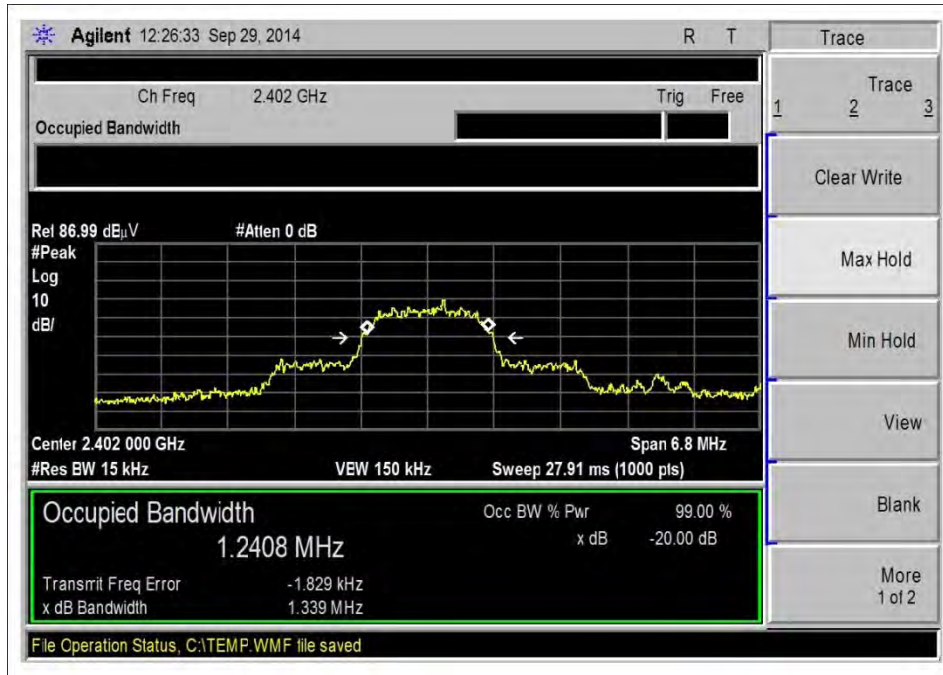 Agilent 12:26:33 Sep 29, 2014 R T
Trace
Ch Freq 2.402 GHz Trig Free
Occupied Bandwidth
Trace
1 2 3
Clear Write
Max Hold
Min Hold
View
Blank
More
1 of 2
Ref 86.99 dBµV #Atten 0 dB
#Peak
Log
10
dB/
Center 2.402 000 GHz Span 6.8 MHz
#Res BW 15 kHz VBW 150 kHz Sweep 27.91 ms (1000 pts)
Occupied Bandwidth Occ BW % Pwr 99.00 %
1.2408 MHz x dB -20.00 dB
Transmit Freq Error -1.829 kHz
x dB Bandwidth 1.339 MHz
File Operation Status, C:\TEMP.WMF file saved